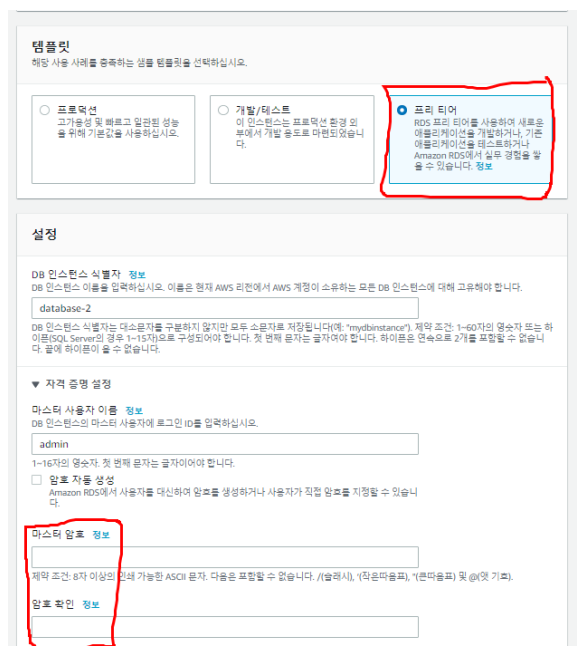 템플릿
해당 사용 사례를 충족하는 샘플 템플릿을 선택하십시오.
프로덕션
고가용성 및 빠르고 일관된 성능
을 위해 기본값을 사용하십시오.
개발/테스트
이 인스턴스는 프로덕션 환경 외
부에서 개발 용도로 마련되었습니
다.
프리 티어
RDS 프리 티어를 사용하여 새로운
애플리케이션을 개발하거나, 기존
애플리케이션을 테스트하거나
Amazon RDS에서 실무 경험을 쌓
을 수 있습니다. 정보
설정
DB 인스턴스 식별자 정보
DB 인스턴스 이름을 입력하십시오. 이름은 현재 AWS 리전에서 AWS 계정이 소유하는 모든 DB 인스턴스에 대해 고유해야 합니다.
database-2
DB 인스턴스 식별자는 대소문자를 구분하지 않지만 모두 소문자로 저장됩니다(예: "mydbinstance"). 제약 조건: 1~60자의 영숫자 또는 하
이픈(SQL Server의 경우 1~15자)으로 구성되어야 합니다. 첫 번째 문자는 글자여야 합니다. 하이픈은 연속으로 2개를 포함할 수 없습니
다. 끝에 하이픈이 올 수 없습니다.
▼ 자격 증명 설정
마스터 사용자 이름 정보
DB 인스턴스의 마스터 사용자에 로그인 ID를 입력하십시오.
admin
1~16자의 영숫자. 첫 번째 문자는 글자이어야 합니다.
암호 자동 생성
Amazon RDS에서 사용자를 대신하여 암호를 생성하거나 사용자가 직접 암호를 지정할 수 있습니
다.
마스터 암호 정보
제약 조건: 8자 이상의 인쇄 가능한 ASCII 문자. 다음은 포함할 수 없습니다. /(슬래시), '(작은따옴표), "(큰따옴표) 및 @(앳 기호).
암호 확인 정보